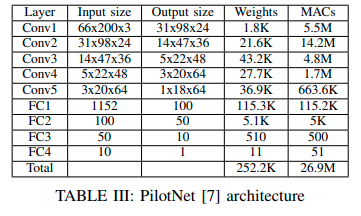 Layer Input size Output size Weights MACs
Conv1 66x200x3 31x98x24 1.8K 5.5M
Conv2 31x98x24 14x47x36 21.6K 14.2M
Conv3 14x47x36 5x22x48 43.2K 4.8M
Conv4 5x22x48 3x20x64 27.7K 1.7M
Conv5 3x20x64 1x18x64 36.9K 663.6K
FC1 1152 100 115.3K 115.2K
FC2 100 50 5.1K 5K
FC3 50 10 510 500
FC4 10 1 11 51
Total 252.2K 26.9M
TABLE III: PilotNet [7] architecture